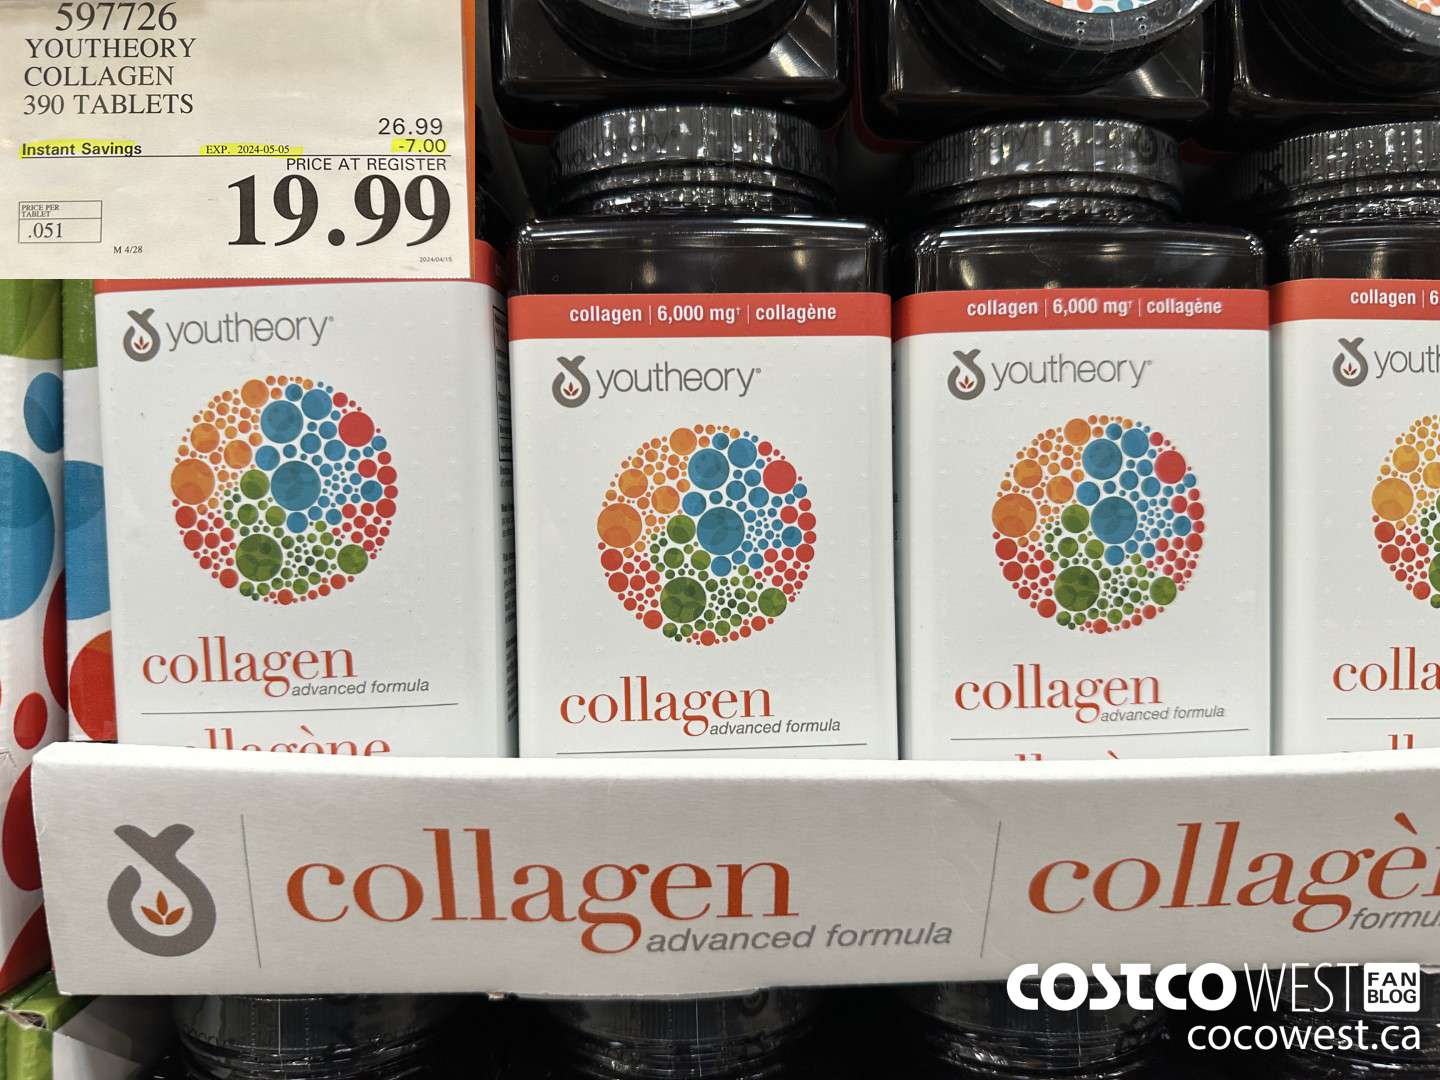 597726
YOUTHEORY
COLLAGEN
390 TABLETS
26.99
Instant Savings EXP. 2024-05-05 -7.00
PRICE AT REGISTER
19.99
PRICE PER
TABLET
.051
M 4/28
2024/04/15
collagen | 6,000 mg† | collagène
collagen | 6,000 mg† | collagène
collagen | 6
youtheory®
youtheory®
youtheory®
youth
collagen
advanced formula
collagen
advanced formula
collagen
advanced formula
colla
collagène
collagen
advanced formula
collagè
formu
COSTCO WEST FAN
BLOG
cocowest.ca